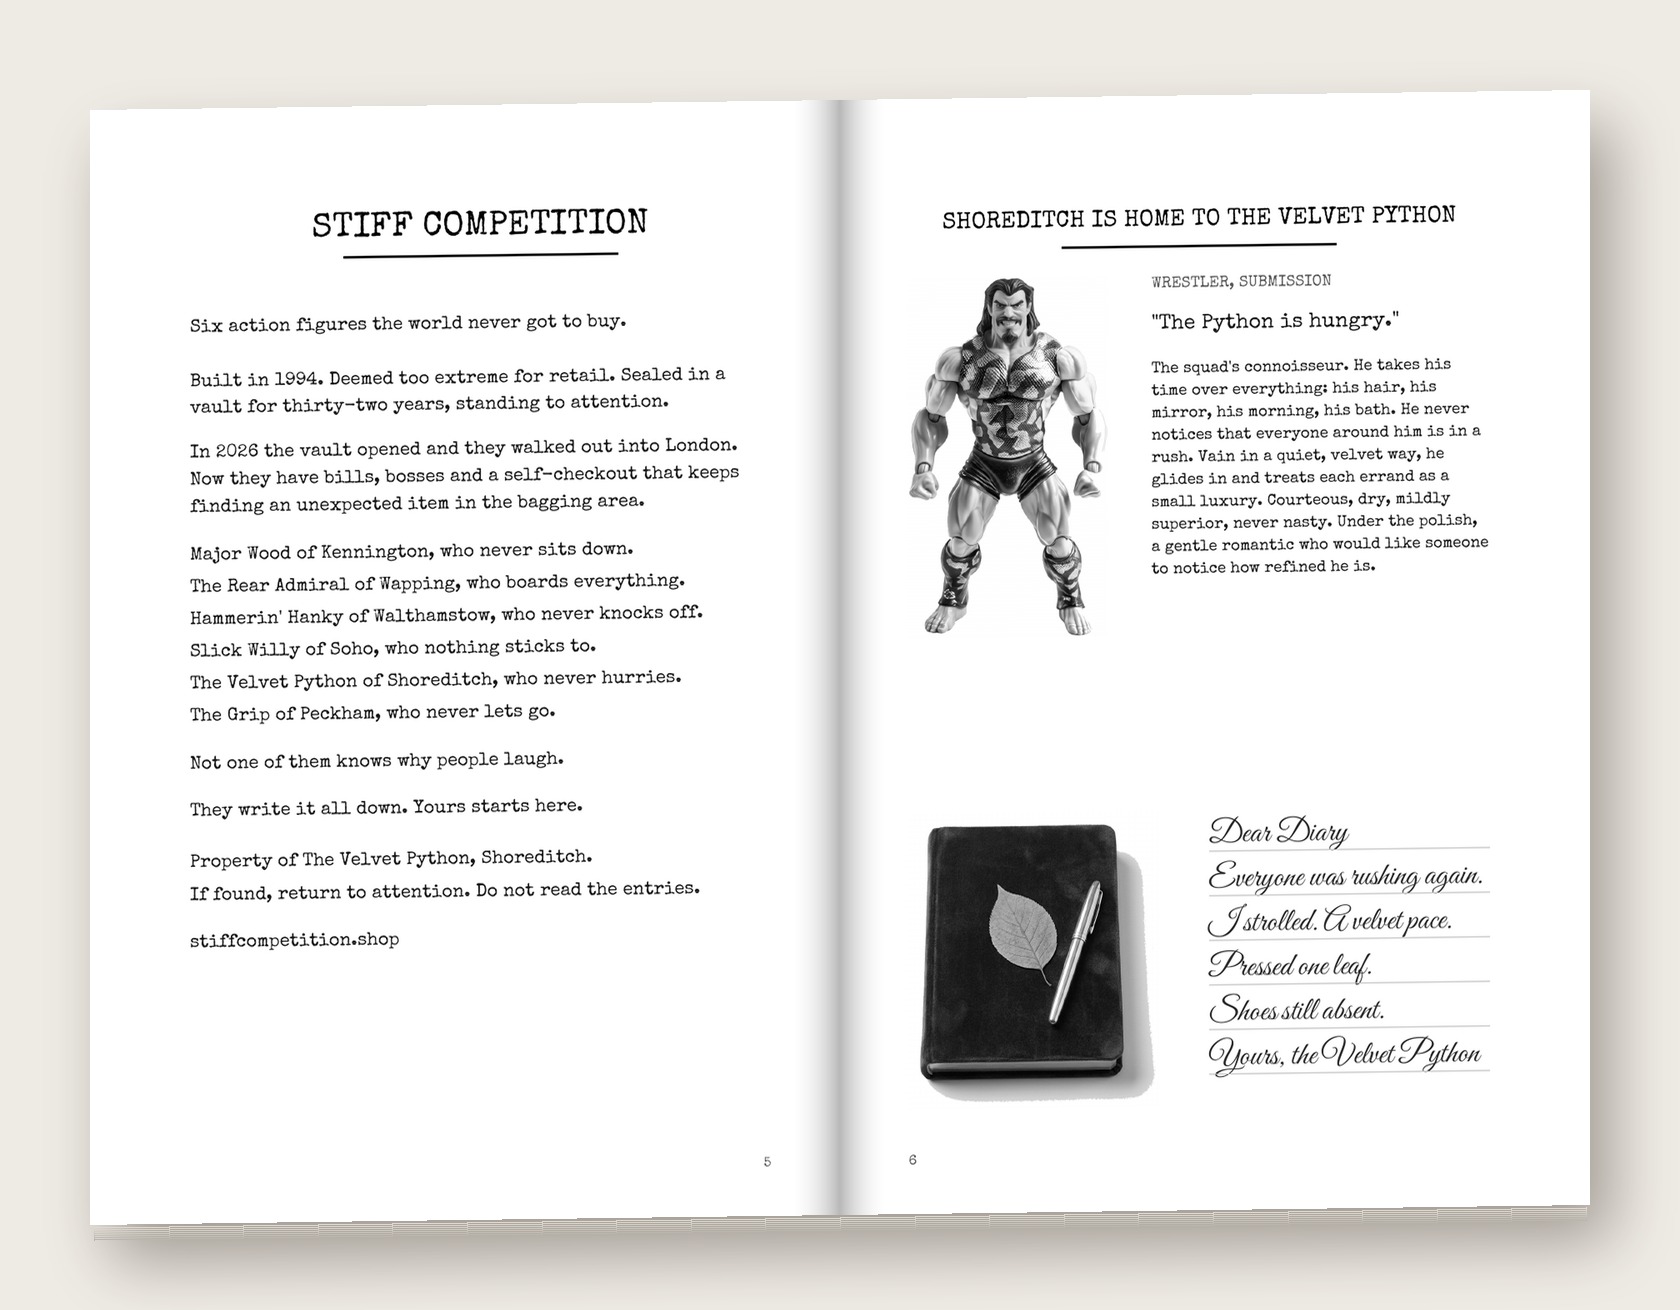 STIFF COMPETITION
Six action figures the world never got to buy.
Built in 1994. Deemed too extreme for retail. Sealed in a
vault for thirty-two years, standing to attention.
In 2026 the vault opened and they walked out into London.
Now they have bills, bosses and a self-checkout that keeps
finding an unexpected item in the bagging area.
Major Wood of Kennington, who never sits down.
The Rear Admiral of Wapping, who boards everything.
Hammerin' Hanky of Walthamstow, who never knocks off.
Slick Willy of Soho, who nothing sticks to.
The Velvet Python of Shoreditch, who never hurries.
The Grip of Peckham, who never lets go.
Not one of them knows why people laugh.
They write it all down. Yours starts here.
Property of The Velvet Python, Shoreditch.
If found, return to attention. Do not read the entries.
stiffcompetition.shop
5
SHOREDITCH IS HOME TO THE VELVET PYTHON
WRESTLER, SUBMISSION
"The Python is hungry."
The squad's connoisseur. He takes his
time over everything: his hair, his
mirror, his morning, his bath. He never
notices that everyone around him is in a
rush. Vain in a quiet, velvet way, he
glides in and treats each errand as a
small luxury. Courteous, dry, mildly
superior, never nasty. Under the polish,
a gentle romantic who would like someone
to notice how refined he is.
Dear Diary
Everyone was rushing again.
I strolled. A velvet pace.
Pressed one leaf.
Shoes still absent.
Yours, the Velvet Python
6